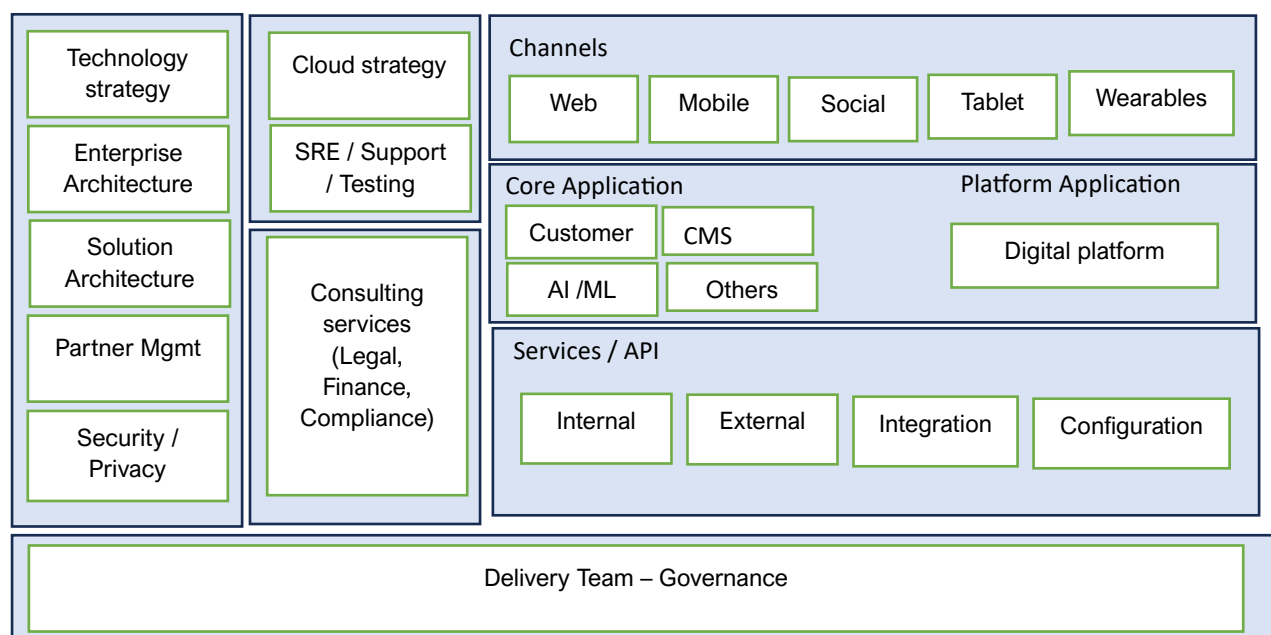 Technology
strategy
Enterprise
Architecture
Solution
Architecture
Partner Mgmt
Security /
Privacy
Cloud strategy
SRE / Support
/ Testing
Consulting
services
(Legal,
Finance,
Compliance)
Channels
Web
Mobile
Social
Tablet
Wearables
Core Application
Customer
CMS
AI /ML
Others
Platform Application
Digital platform
Services / API
Internal
External
Integration
Configuration
Delivery Team – Governance